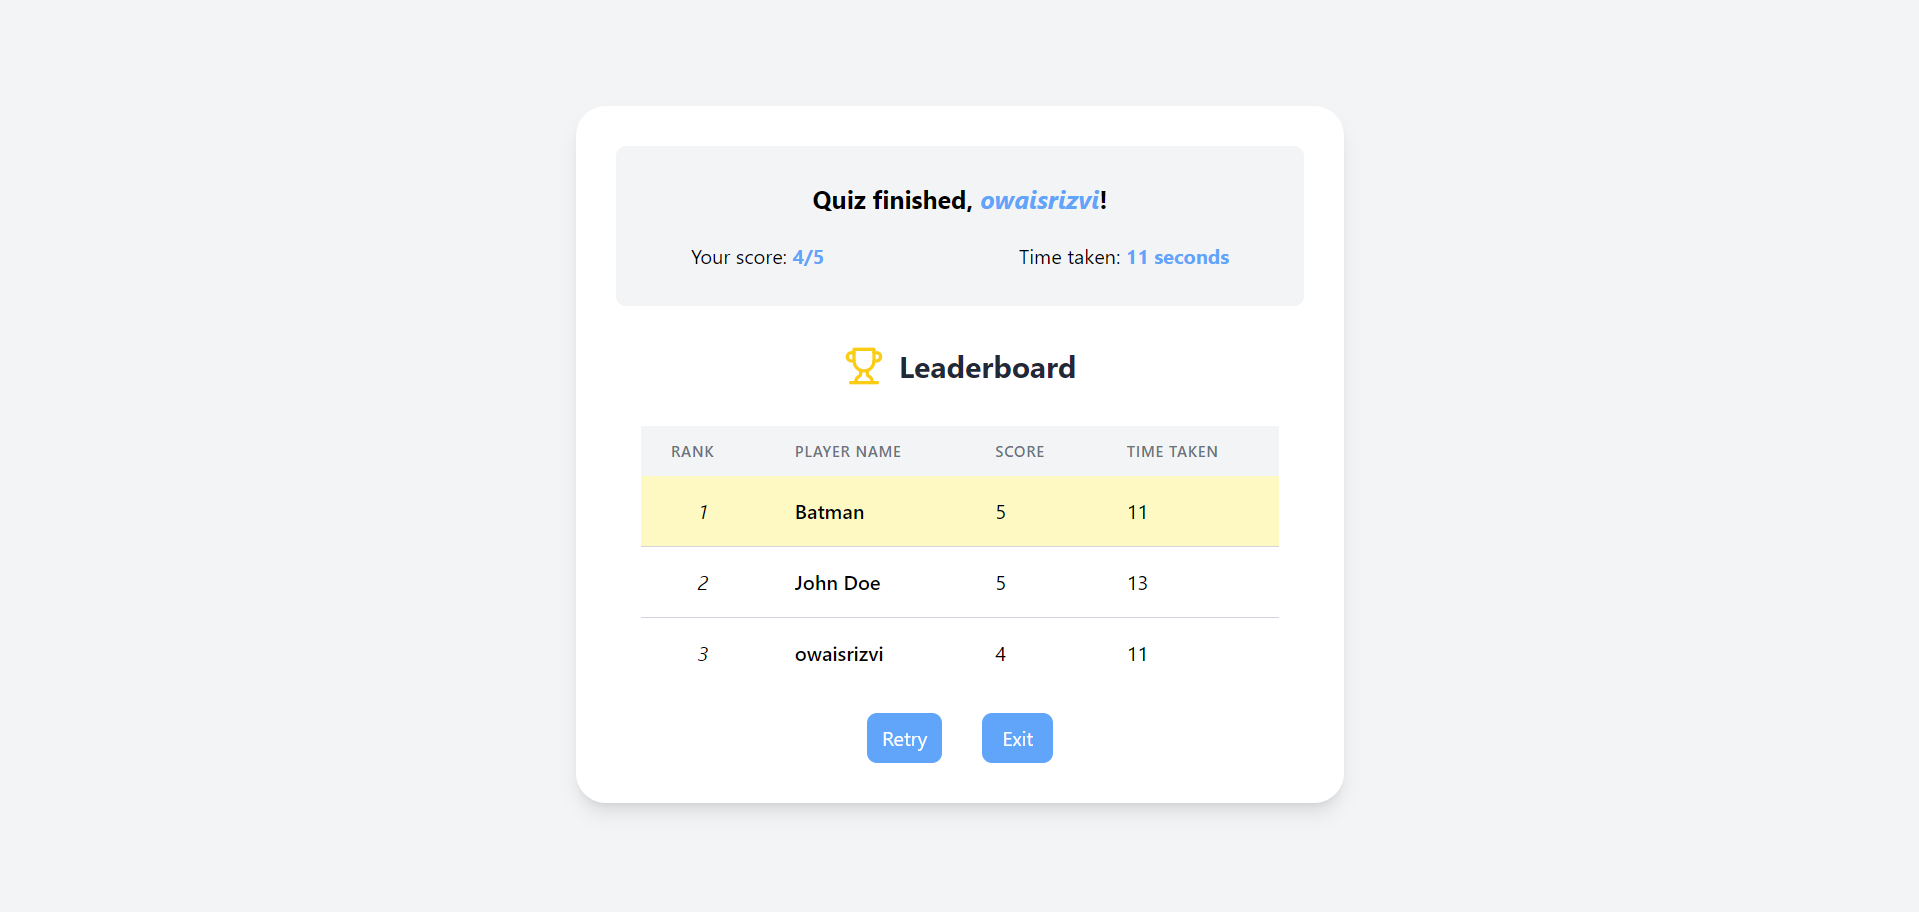 Quiz finished, owaisrizvi!
Your score: 4/5 Time taken: 11 seconds
Leaderboard
RANK PLAYER NAME SCORE TIME TAKEN
1 Batman 5 11
2 John Doe 5 13
3 owaisrizvi 4 11
Retry Exit